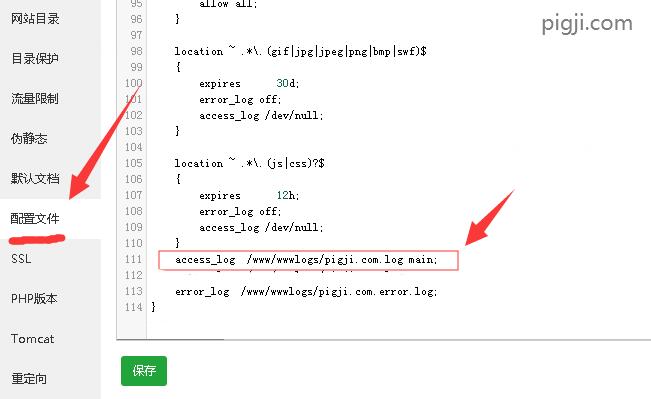 网站目录
目录保护
流量限制
伪静态
默认文档
配置文件
SSL
PHP版本
Tomcat
重定向
pigji.com
95 allow all;
96 }
97
98 location ~ .*\.(gif|jpg|jpeg|png|bmp|swf)$
99 {
100 expires 30d;
101 error_log off;
102 access_log /dev/null;
103 }
104
105 location ~ .*\.(js|css)?$
106 {
107 expires 12h;
108 error_log off;
109 access_log /dev/null;
110 }
111 access_log /www/wwwlogs/pigji.com.log main;
112
113 error_log /www/wwwlogs/pigji.com.error.log;
114 }
保存